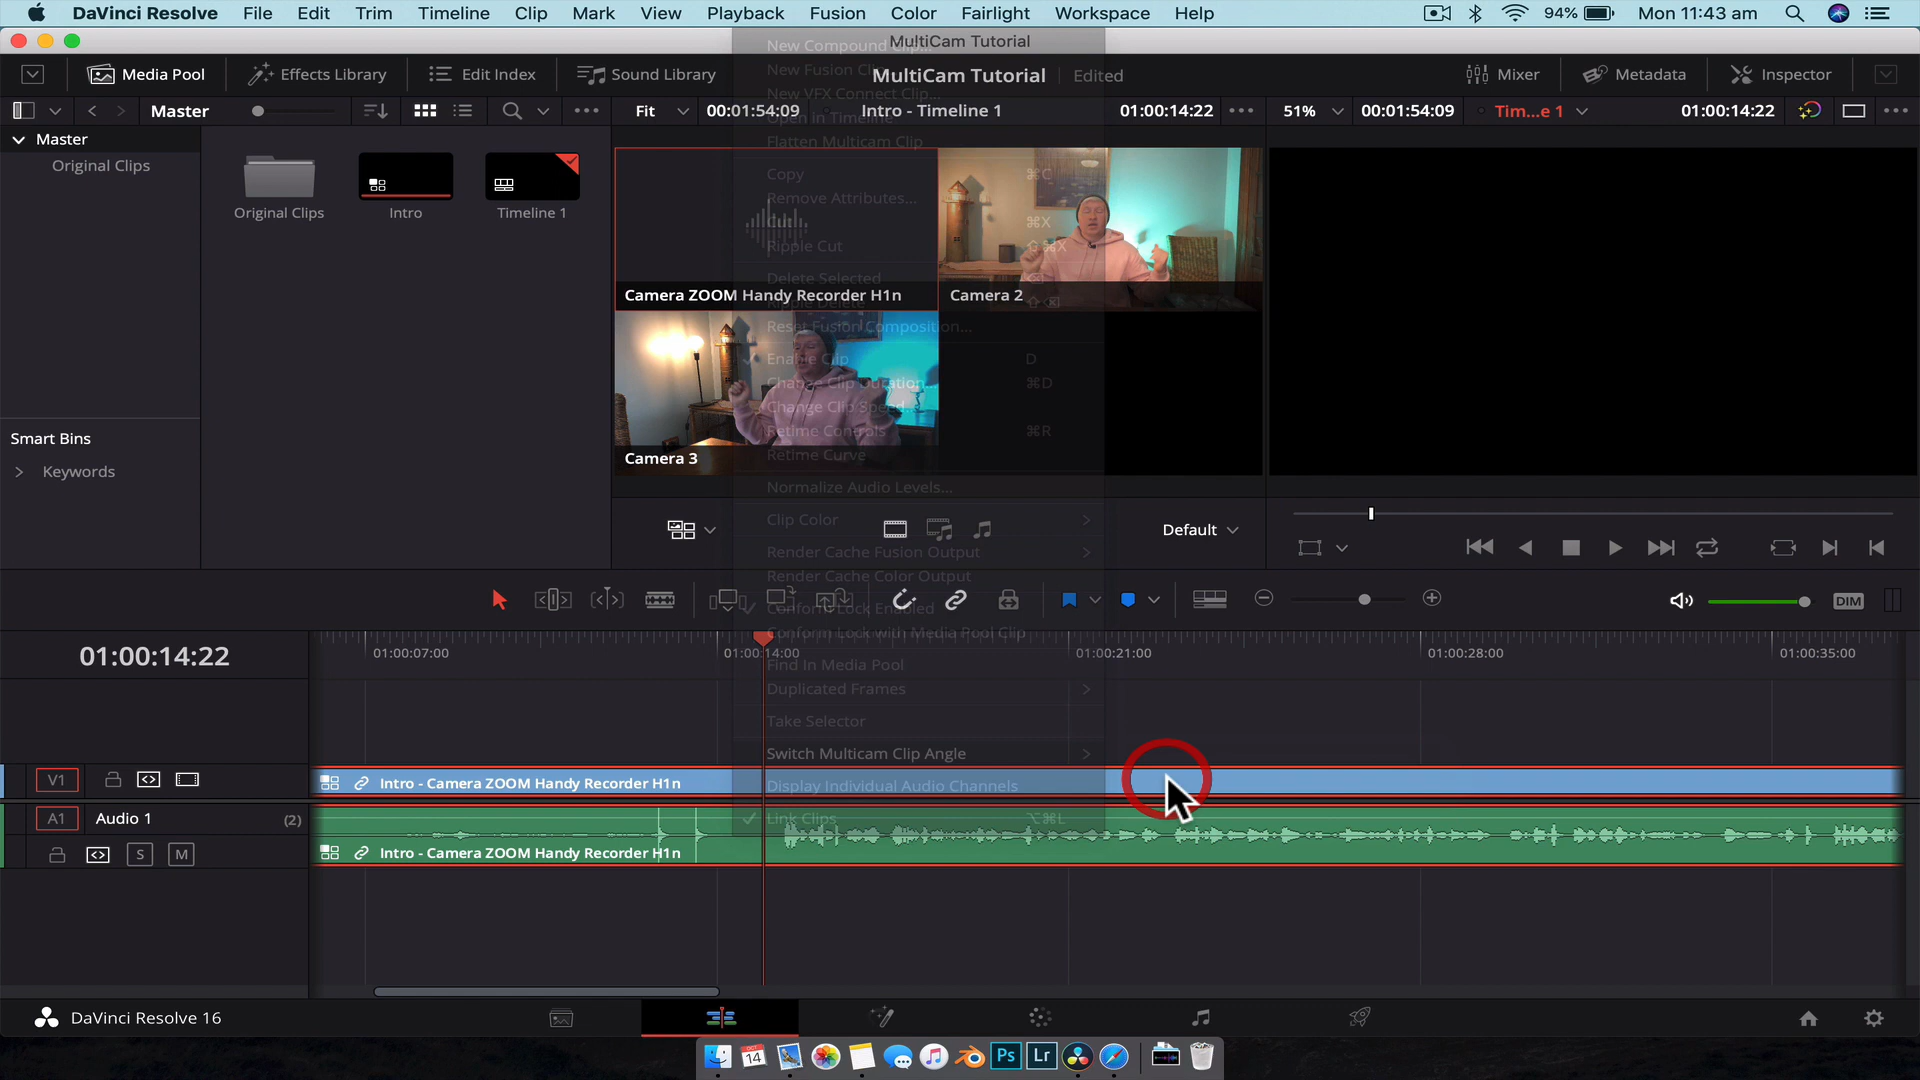 DaVinci Resolve File Edit Trim Timeline Clip Mark View Playback Fusion Color Fairlight Workspace Help 94% Mon 11:43 am
MultiCam Tutorial
Media Pool Effects Library Edit Index Sound Library MultiCam Tutorial Edited Mixer Metadata Inspector
Master Fit 00:01:54:09 Intro - Timeline 1 01:00:14:22 51% 00:01:54:09 Tim...e 1 01:00:14:22
Master
Original Clips
Original Clips Intro Timeline 1
Smart Bins
Keywords
Camera ZOOM Handy Recorder H1n Camera 2
Camera 3
Default
New Compound Clip...
New Fusion Clip...
New VFX Connect Clip...
Open In Timeline
Flatten Multicam Clip
Copy ⌘C
Remove Attributes...
Cut ⌘X
Ripple Cut ⇧⌘X
Delete Selected ⌫
Ripple Delete ⇧⌫
Reset Fusion Composition...
✓ Enable Clip D
Change Clip Duration... ⌘D
Change Clip Speed...
Retime Controls ⌘R
Retime Curve
Normalize Audio Levels...
Clip Color
Render Cache Fusion Output
Render Cache Color Output
✓ Conform Lock Enabled
Conform Lock with Media Pool Clip
Find In Media Pool
Duplicated Frames
Take Selector
Switch Multicam Clip Angle
Display Individual Audio Channels
✓ Link Clips ⌥⌘L
DIM
01:00:14:22 01:00:07:00 01:00:14:00 01:00:21:00 01:00:28:00 01:00:35:00
V1 Intro - Camera ZOOM Handy Recorder H1n
A1 Audio 1 (2)
S M Intro - Camera ZOOM Handy Recorder H1n
DaVinci Resolve 16
OCT 14 Ps Lr